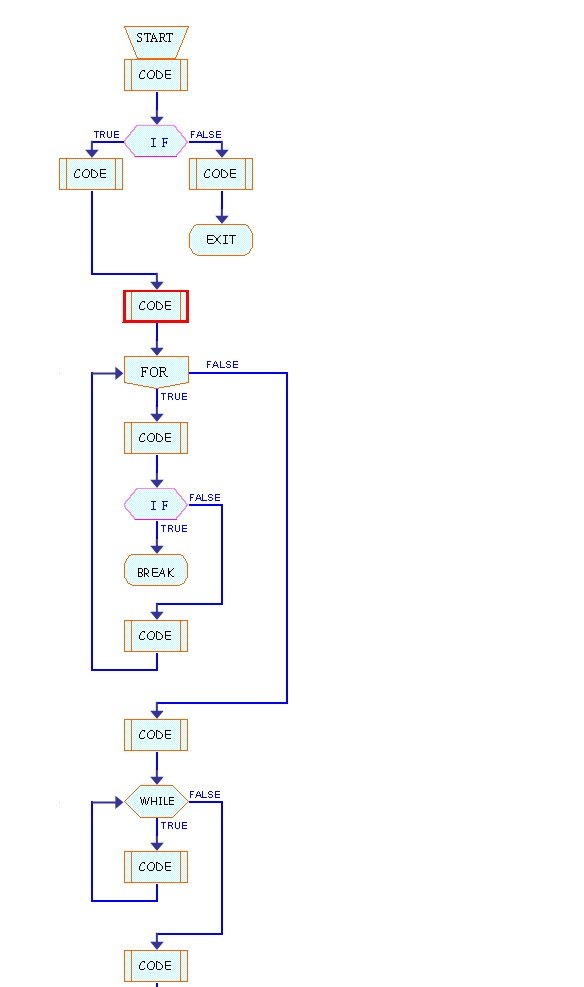 START
CODE
TRUE
I F
FALSE
CODE
CODE
EXIT
CODE
FOR
FALSE
TRUE
CODE
I F
FALSE
TRUE
BREAK
CODE
CODE
WHILE
FALSE
TRUE
CODE
CODE